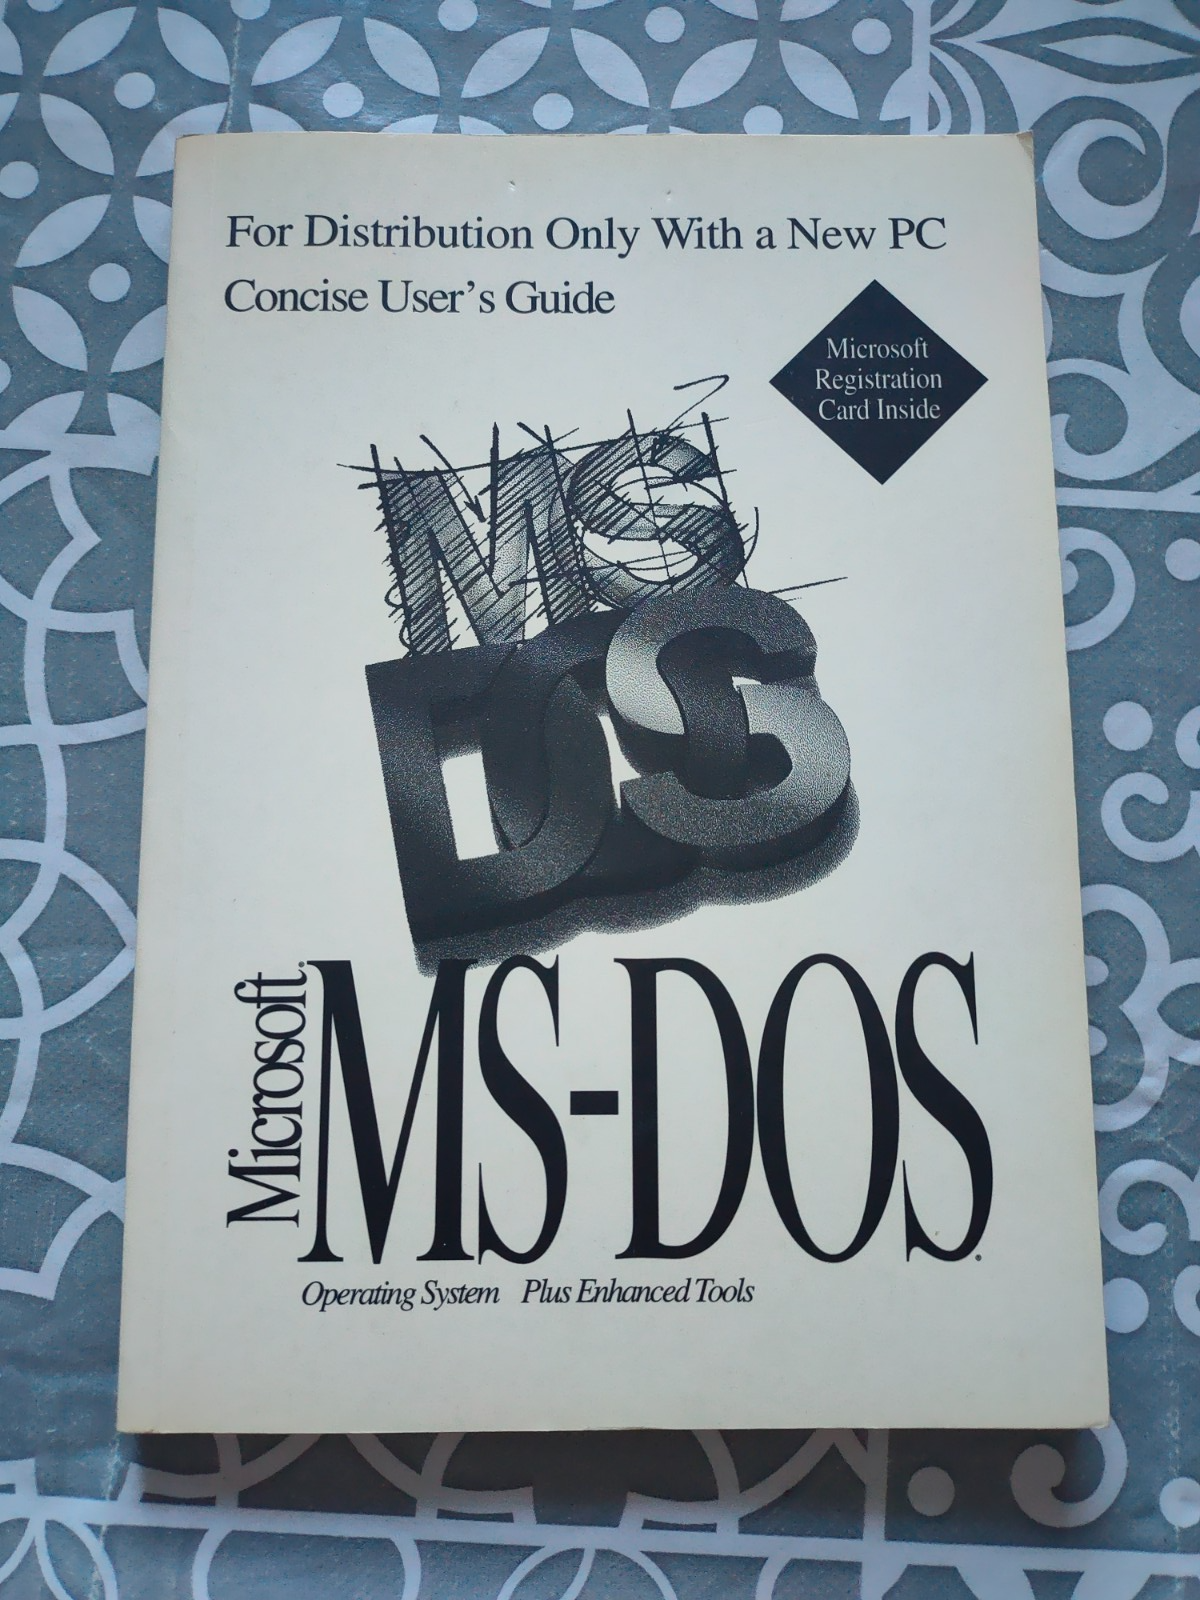 For Distribution Only With a New PC
Concise User's Guide
Microsoft
Registration
Card Inside
MS
DOS
Microsoft®
MS-DOS®
Operating System Plus Enhanced Tools